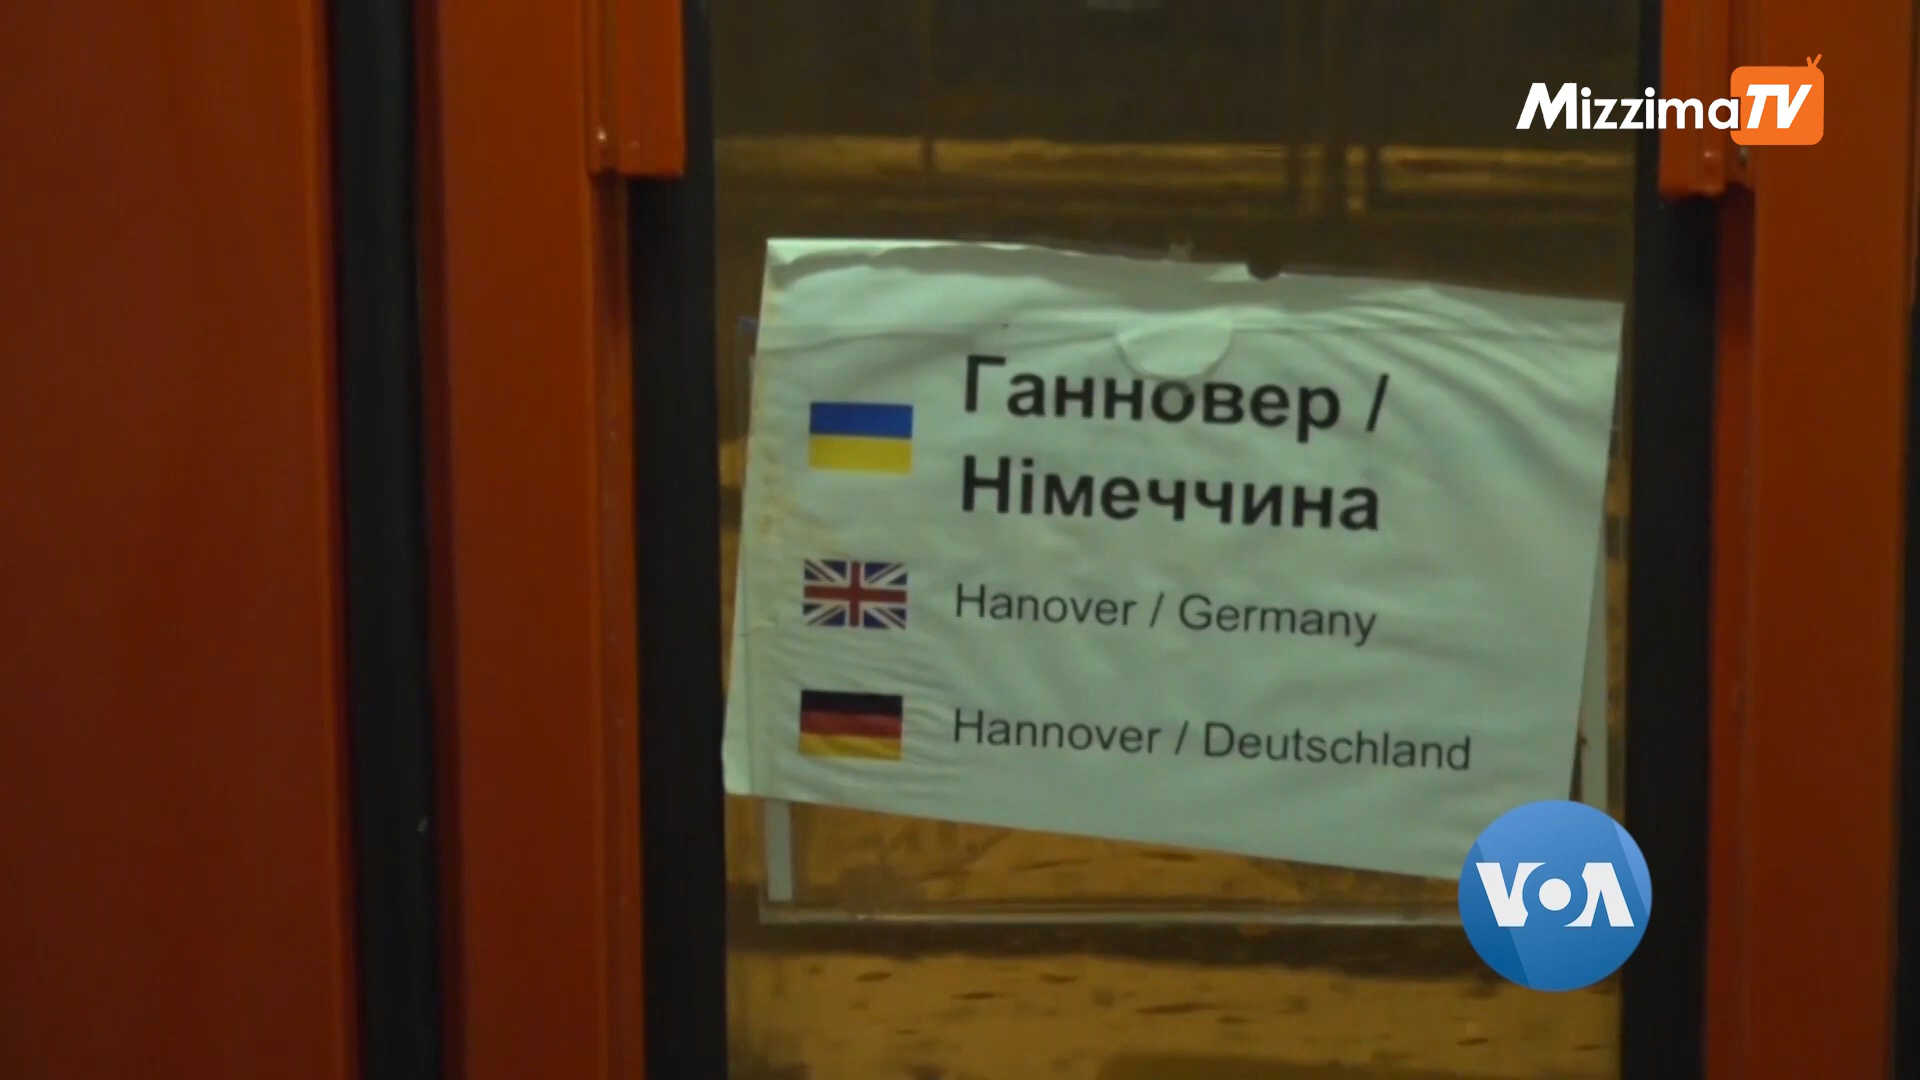 MizzimaTV
Ганновер /
Німеччина
Hanover / Germany
Hannover / Deutschland
VOA